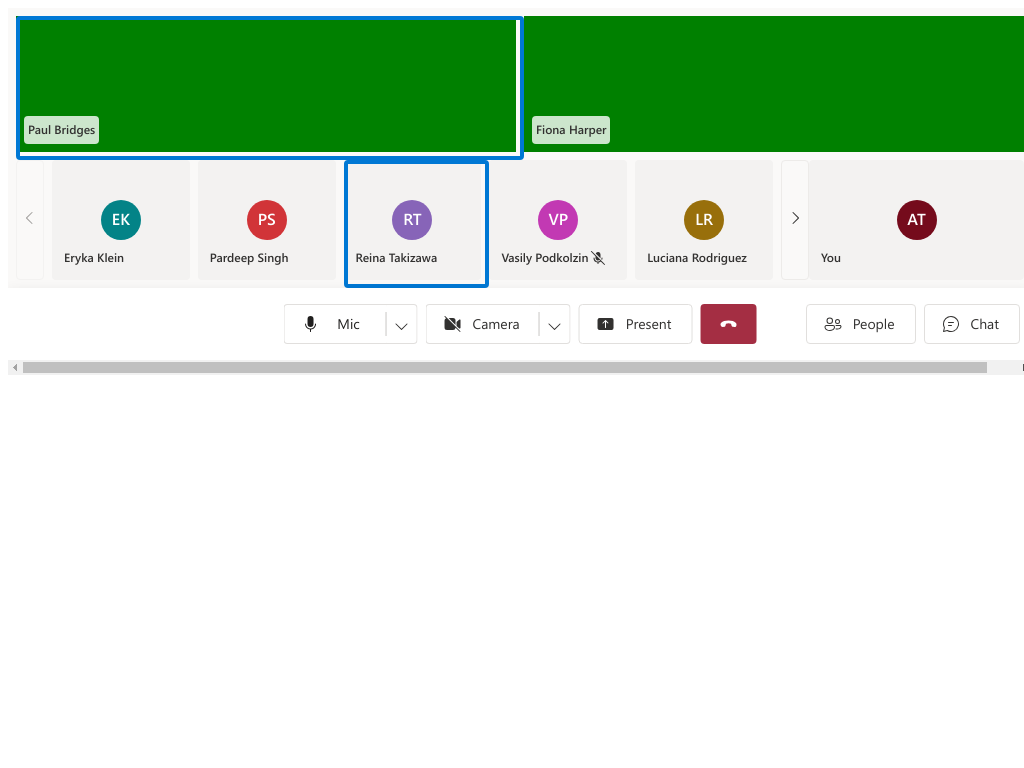 Paul Bridges
Fiona Harper
EK
PS
RT
VP
LR
AT
Eryka Klein
Pardeep Singh
Reina Takizawa
Vasily Podkolzin
Luciana Rodriguez
You
Mic
Camera
Present
People
Chat